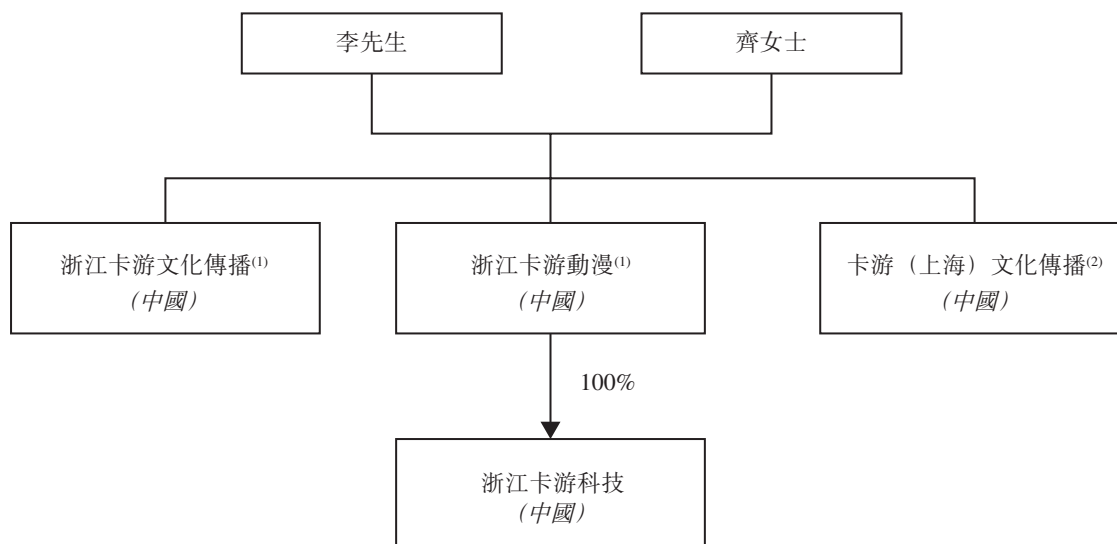 李先生
齊女士
浙江卡游文化傳播(1)
(中國)
浙江卡游動漫(1)
(中國)
卡游(上海)文化傳播(2)
(中國)
100%
浙江卡游科技
(中國)